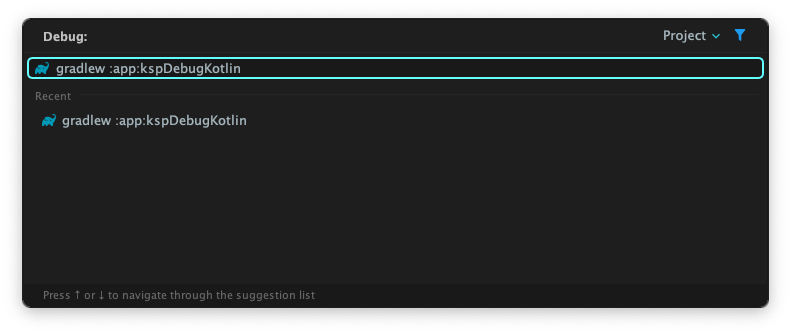 Debug:
Project
gradlew :app:kspDebugKotlin
Recent
gradlew :app:kspDebugKotlin
Press ↑ or ↓ to navigate through the suggestion list